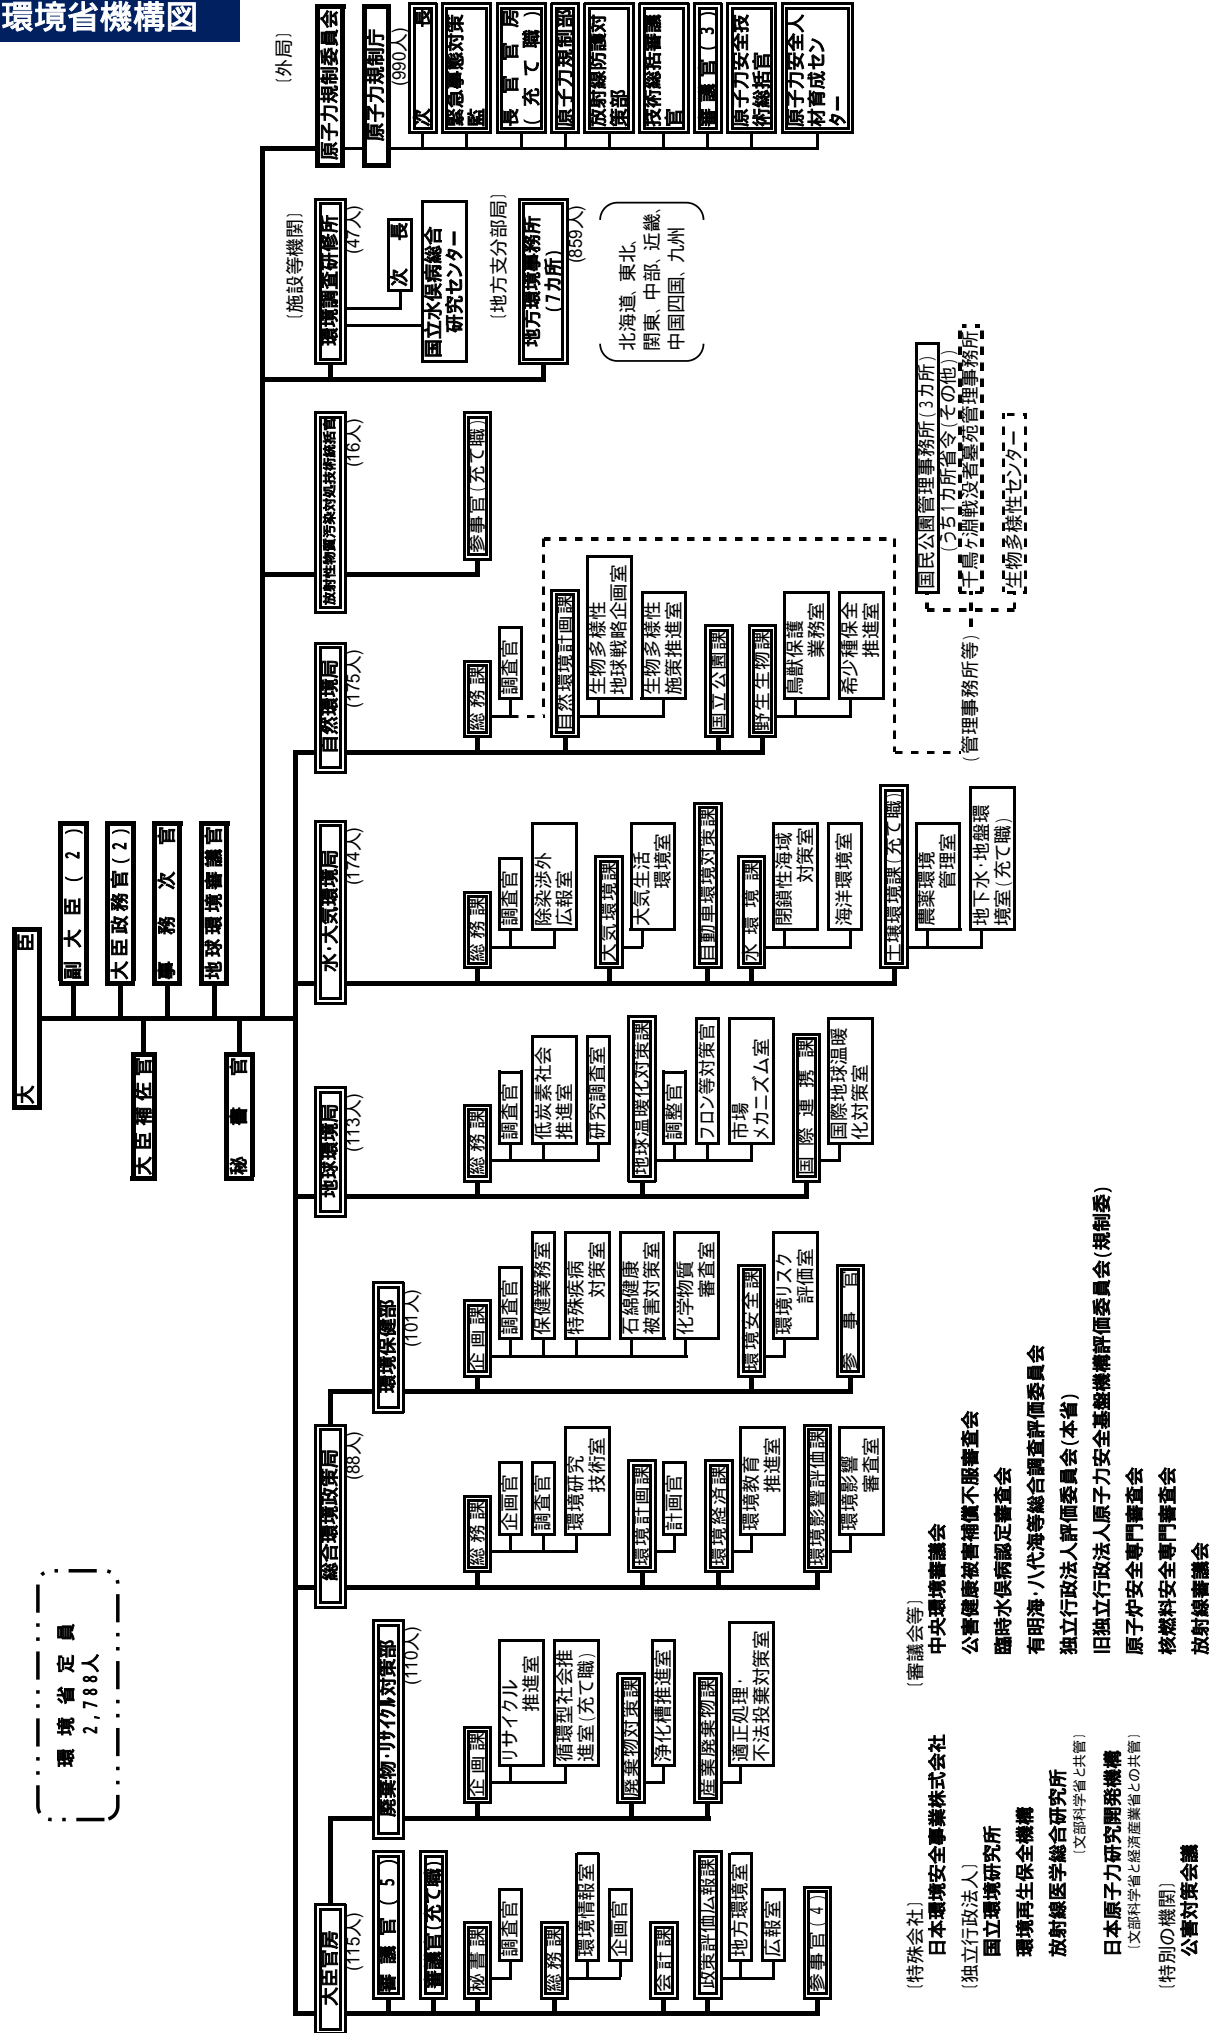 環境省機構図
大臣
副大臣(2)
大臣政務官(2)
事務次官
地球環境審議官
大臣補佐官
秘書官
環境省定員
2,788人
大臣官房
(115人)
審議官(5)
審議官(充て職)
秘書課
調査官
総務課
環境情報室
企画官
会計課
政策評価広報課
地方環境室
広報室
参事官(4)
廃棄物・リサイクル対策部
(110人)
企画課
リサイクル
推進室
循環型社会推
進室(充て職)
廃棄物対策課
浄化槽推進室
産業廃棄物課
適正処理・
不法投棄対策室
総合環境政策局
(88人)
総務課
企画官
調査官
環境研究
技術室
環境計画課
計画官
環境経済課
環境教育
推進室
環境影響評価課
環境影響
審査室
環境保健部
(101人)
企画課
調査官
保健業務室
特殊疾病
対策室
石綿健康
被害対策室
化学物質
審査室
環境安全課
環境リスク
評価室
参事官
地球環境局
(113人)
総務課
調査官
低炭素社会
推進室
研究調査室
地球温暖化対策課
調整官
フロン等対策官
市場
メカニズム室
国際連携課
国際地球温暖
化対策室
水・大気環境局
(174人)
総務課
調査官
除染渉外
広報室
大気環境課
大気生活
環境室
自動車環境対策課
水環境課
閉鎖性海域
対策室
海洋環境室
土壌環境課(充て職)
農薬環境
管理室
地下水・地盤環
境室(充て職)
自然環境局
(175人)
総務課
調査官
自然環境計画課
生物多様性
地球戦略企画室
生物多様性
施策推進室
国立公園課
野生生物課
鳥獣保護
業務室
希少種保全
推進室
(管理事務所等)
国民公園管理事務所(3カ所)
(うち1カ所省令(その他))
千鳥ヶ淵戦没者墓苑管理事務所
生物多様性センター
放射性物質汚染対処技術統括官
(16人)
参事官(充て職)
〔施設等機関〕
環境調査研修所
(47人)
次長
国立水俣病総合
研究センター
〔地方支分部局〕
地方環境事務所
(7カ所)
(859人)
北海道、東北、
関東、中部、近畿、
中国四国、九州
〔外局〕
原子力規制委員会
原子力規制庁
(990人)
次長
緊急事態対策
監
長官官房
(充て職)
原子力規制部
放射線防護対
策部
技術総括審議
官
審議官(3)
原子力安全技
術総括官
原子力安全人
材育成セン
ター
〔特殊会社〕
日本環境安全事業株式会社
〔独立行政法人〕
国立環境研究所
環境再生保全機構
放射線医学総合研究所
〔文部科学省と共管〕
日本原子力研究開発機構
〔文部科学省と経済産業省との共管〕
〔特別の機関〕
公害対策会議
〔審議会等〕
中央環境審議会
公害健康被害補償不服審査会
臨時水俣病認定審査会
有明海・八代海等総合調査評価委員会
独立行政法人評価委員会(本省)
旧独立行政法人原子力安全基盤機構評価委員会(規制委)
原子炉安全専門審査会
核燃料安全専門審査会
放射線審議会